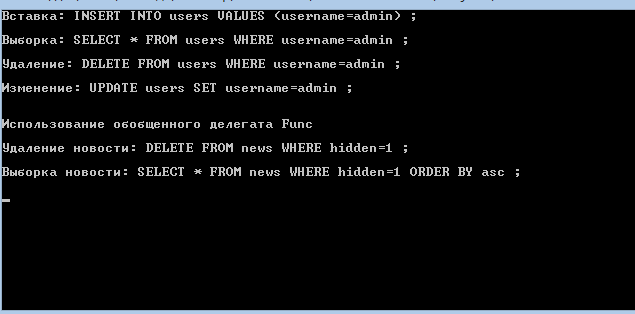 Вставка: INSERT INTO users VALUES (username=admin) ;
Выборка: SELECT * FROM users WHERE username=admin ;
Удаление: DELETE FROM users WHERE username=admin ;
Изменение: UPDATE users SET username=admin ;
Использование обобщенного делегата Func
Удаление новости: DELETE FROM news WHERE hidden=1 ;
Выборка новости: SELECT * FROM news WHERE hidden=1 ORDER BY asc ;